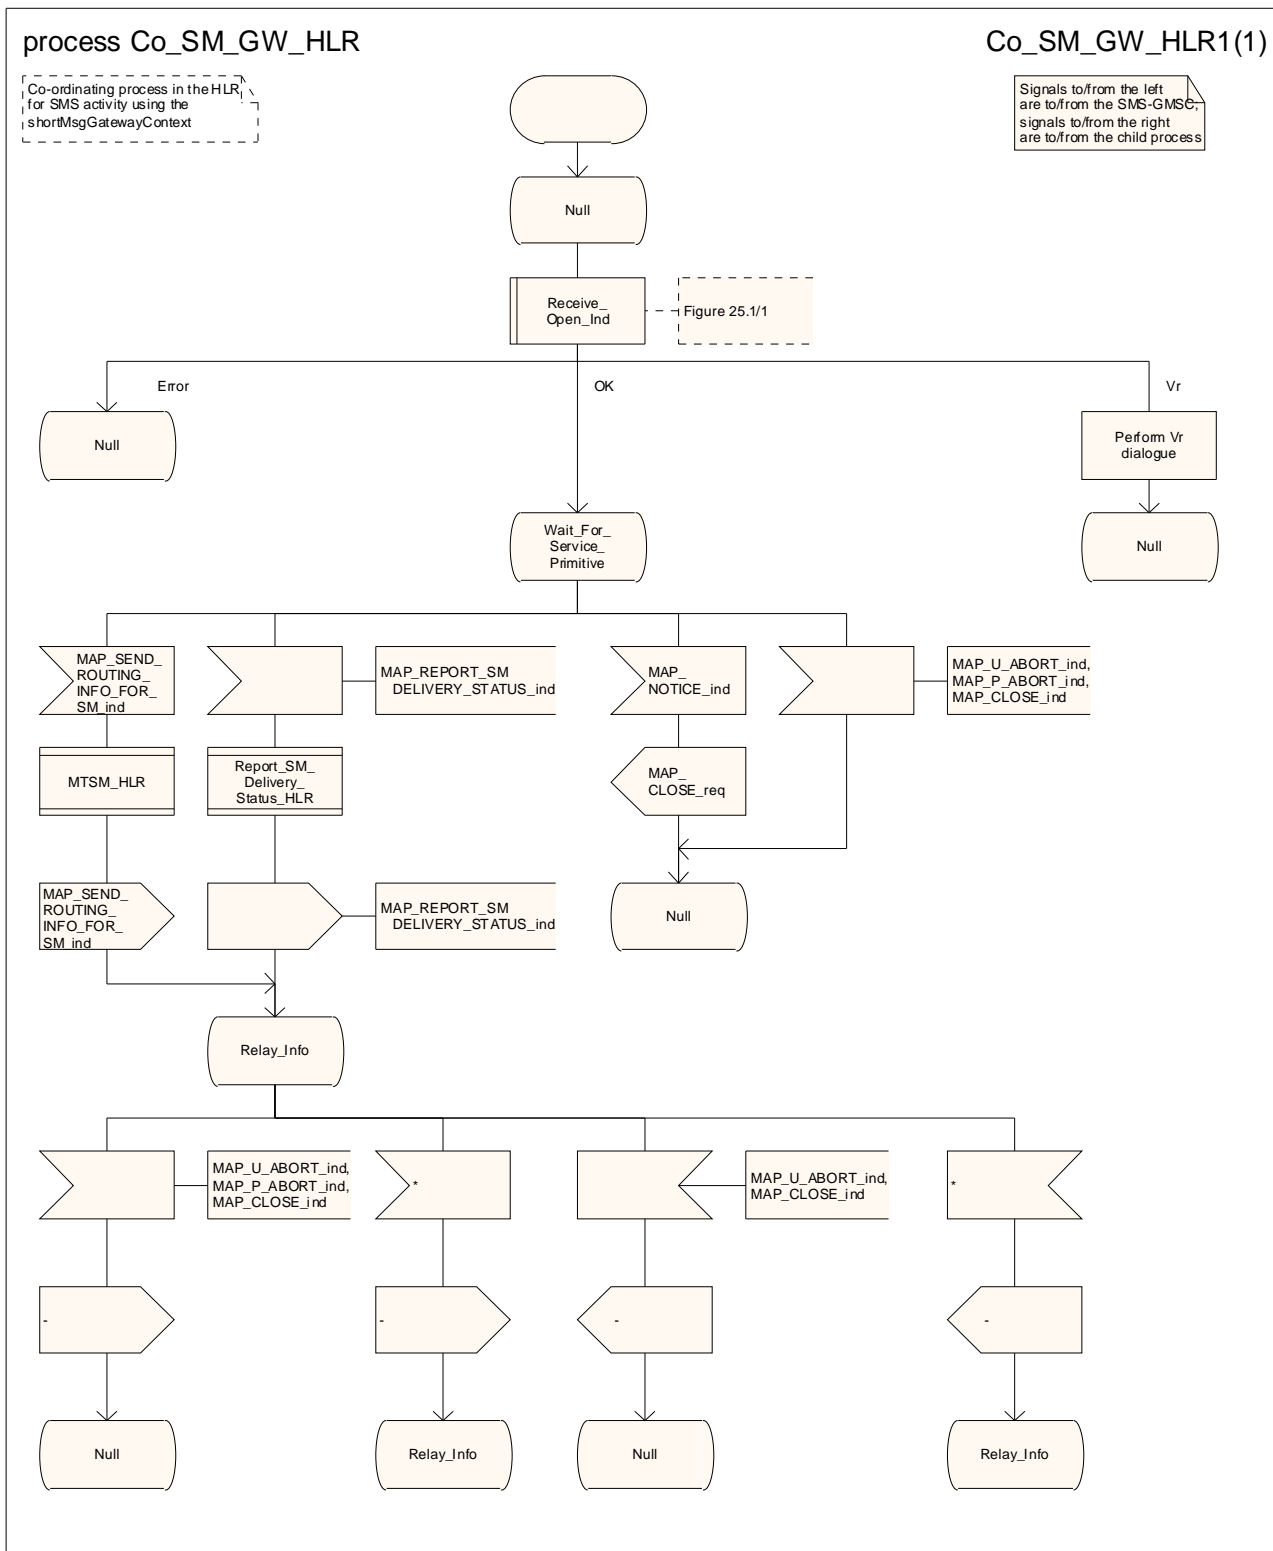 process Co_SM_GW_HLR
Co_SM_GW_HLR1(1)
Co-ordinating process in the HLR
for SMS activity using the
shortMsgGatewayContext
Signals to/from the left
are to/from the SMS-GMSC;
signals to/from the right
are to/from the child process
Null
Receive_
Open_Ind
Figure 25.1/1
Error
OK
Vr
Null
Perform Vr
dialogue
Wait_For_
Service_
Primitive
Null
MAP_SEND_
ROUTING_
INFO_FOR_
SM_ind
MAP_REPORT_SM
DELIVERY_STATUS_ind
MAP_
NOTICE_ind
MAP_U_ABORT_ind,
MAP_P_ABORT_ind,
MAP_CLOSE_ind
MTSM_HLR
Report_SM_
Delivery_
Status_HLR
MAP_
CLOSE_req
MAP_SEND_
ROUTING_
INFO_FOR_
SM_ind
MAP_REPORT_SM
DELIVERY_STATUS_ind
Null
Relay_Info
MAP_U_ABORT_ind,
MAP_P_ABORT_ind,
MAP_CLOSE_ind
*
MAP_U_ABORT_ind,
MAP_CLOSE_ind
*
-
-
-
-
Null
Relay_Info
Null
Relay_Info